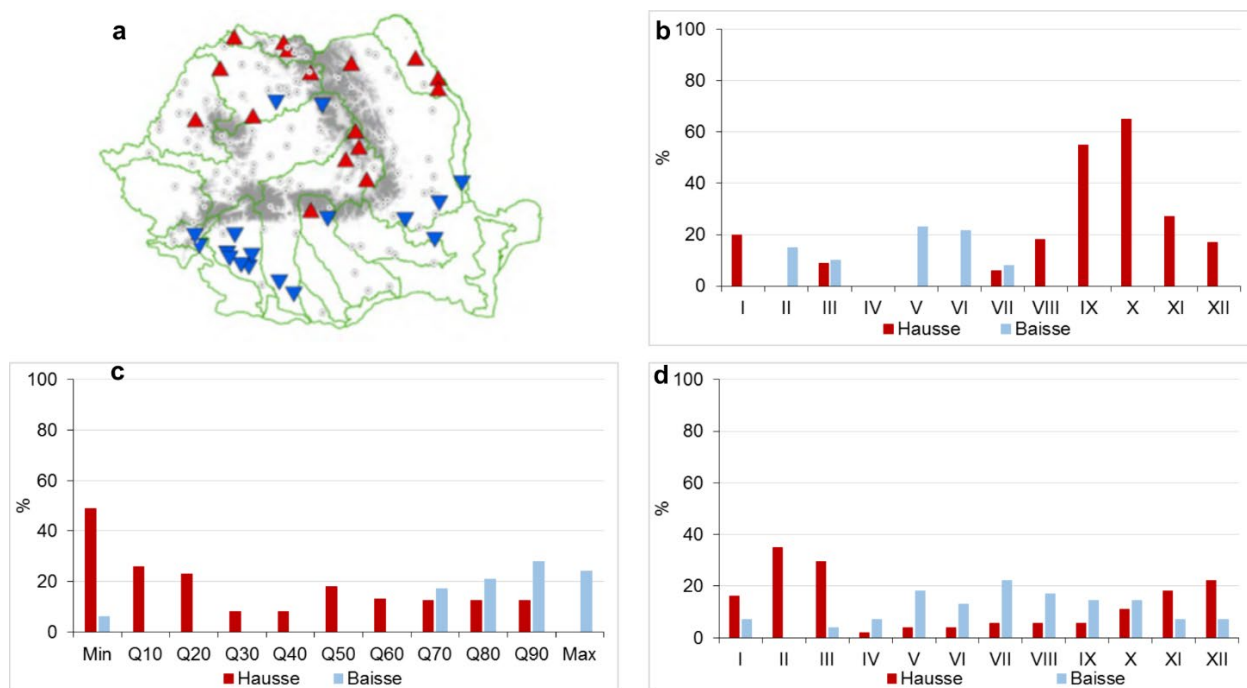 a
b
100
80
60
40
20
0
%
I II III IV V VI VII VIII IX X XI XII
Hausse Baisse
c
100
80
60
40
20
0
%
Min Q10 Q20 Q30 Q40 Q50 Q60 Q70 Q80 Q90 Max
Hausse Baisse
d
100
80
60
40
20
0
%
I II III IV V VI VII VIII IX X XI XII
Hausse Baisse